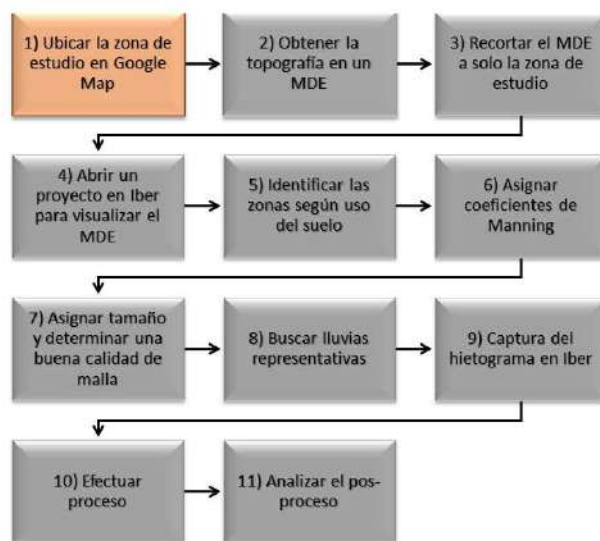 1) Ubicar la zona de
estudio en Google
Map
2) Obtener la
topografía en un
MDE
3) Recortar el MDE
a solo la zona de
estudio
4) Abrir un
proyecto en Iber
para visualizar el
MDE
5) Identificar las
zonas según uso
del suelo
6) Asignar
coeficientes de
Manning
7) Asignar tamaño
y determinar una
buena calidad de
malla
8) Buscar lluvias
representativas
9) Captura del
hietograma en Iber
10) Efectuar
proceso
11) Analizar el pos-
proceso